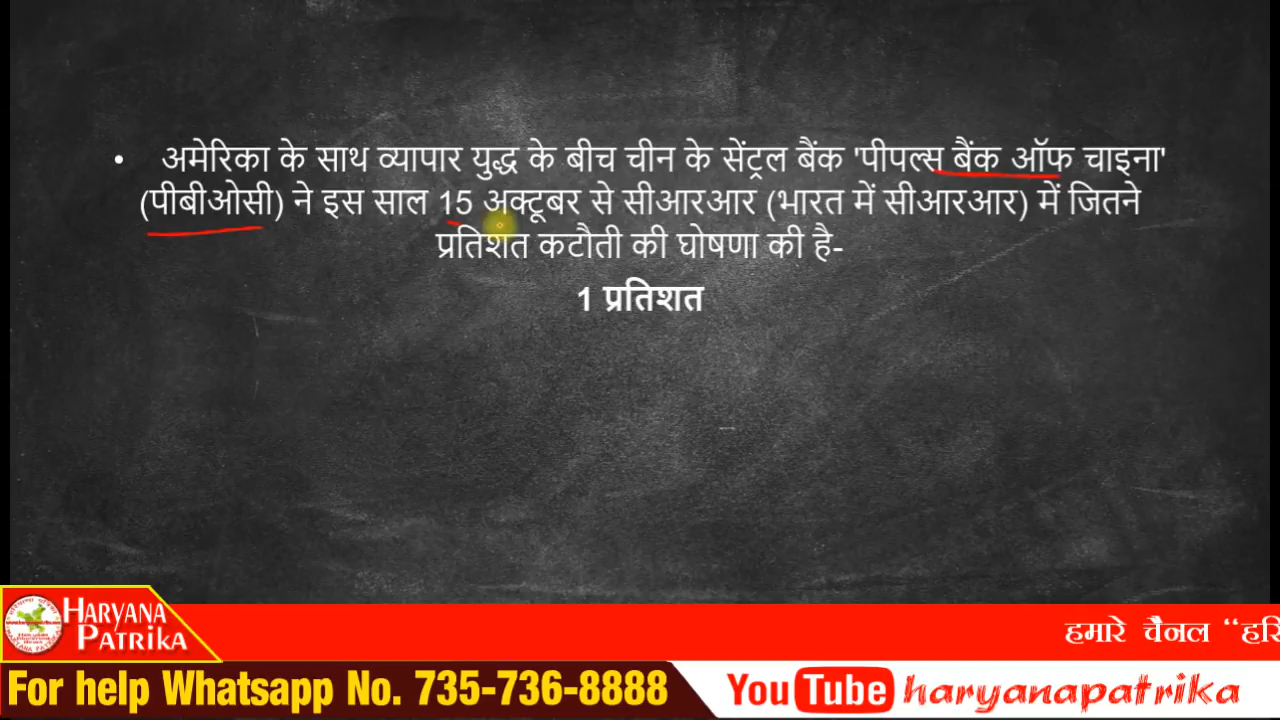 • अमेरिका के साथ व्यापार युद्ध के बीच चीन के सेंट्रल बैंक 'पीपल्स बैंक ऑफ चाइना'
(पीबीओसी) ने इस साल 15 अक्टूबर से सीआरआर (भारत में सीआरआर) में जितने
प्रतिशत कटौती की घोषणा की है-
1 प्रतिशत
HARYANA
PATRIKA
हमारे चैनल “हरि
For help Whatsapp No. 735-736-8888
YouTube haryanapatrika